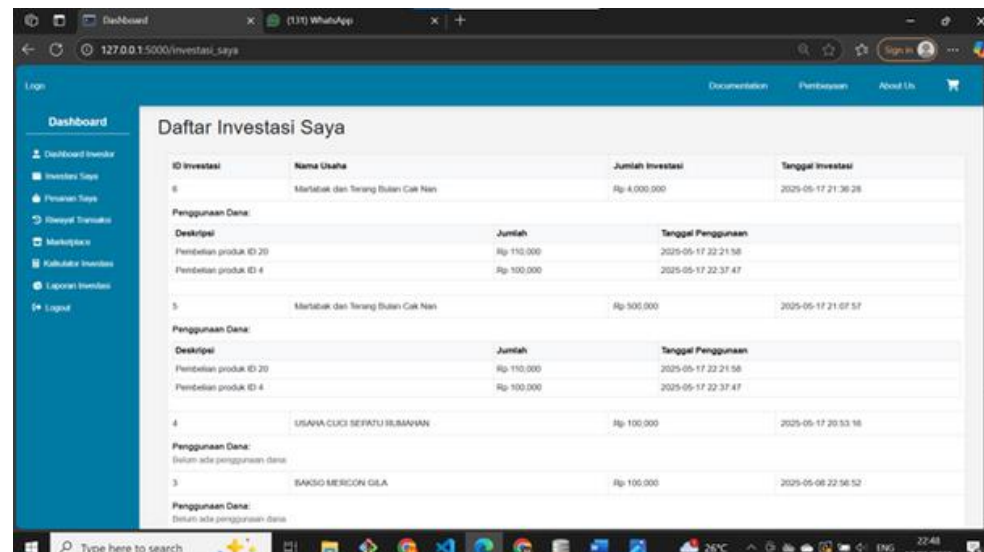 Dashboard
(131) WhatsApp
127.0.0.1:5000/investasi_saya
Sign in
Logo
Documentation Pembiayaan About Us
Dashboard
Dashboard Investor
Investasi Saya
Pesanan Saya
Riwayat Transaksi
Marketplace
Kalkulator Investasi
Laporan Investasi
Logout
Daftar Investasi Saya
ID Investasi Nama Usaha Jumlah Investasi Tanggal Investasi
6 Martabak dan Terang Bulan Cak Nan Rp 4,000,000 2025-05-17 21:36:28
Penggunaan Dana:
Deskripsi Jumlah Tanggal Penggunaan
Pembelian produk ID 20 Rp 110,000 2025-05-17 22:21:58
Pembelian produk ID 4 Rp 100,000 2025-05-17 22:37:47
5 Martabak dan Terang Bulan Cak Nan Rp 500,000 2025-05-17 21:07:57
Penggunaan Dana:
Deskripsi Jumlah Tanggal Penggunaan
Pembelian produk ID 20 Rp 110,000 2025-05-17 22:21:58
Pembelian produk ID 4 Rp 100,000 2025-05-17 22:37:47
4 USAHA CUCI SEPATU RUMAHAN Rp 100,000 2025-05-17 20:53:16
Penggunaan Dana:
Belum ada penggunaan dana.
3 BAKSO MERCON GILA Rp 100,000 2025-05-08 22:56:52
Penggunaan Dana:
Belum ada penggunaan dana.
Type here to search
26°C
ENG
22:48